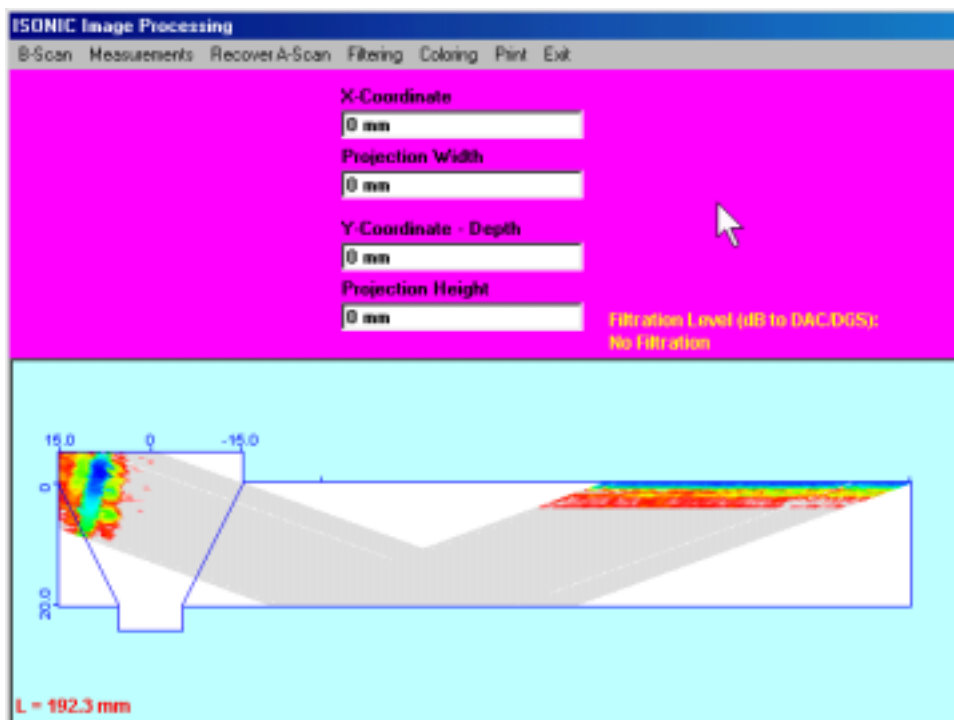 ISONIC Image Processing
B-Scan Measurements Recover A-Scan Filtering Coloring Print Exit
X-Coordinate
0 mm
Projection Width
0 mm
Y-Coordinate - Depth
0 mm
Projection Height
0 mm
Filtration Level (dB to DAC/DGS):
No Filtration
15.0 0 -15.0
0
20.0
L = 192.3 mm